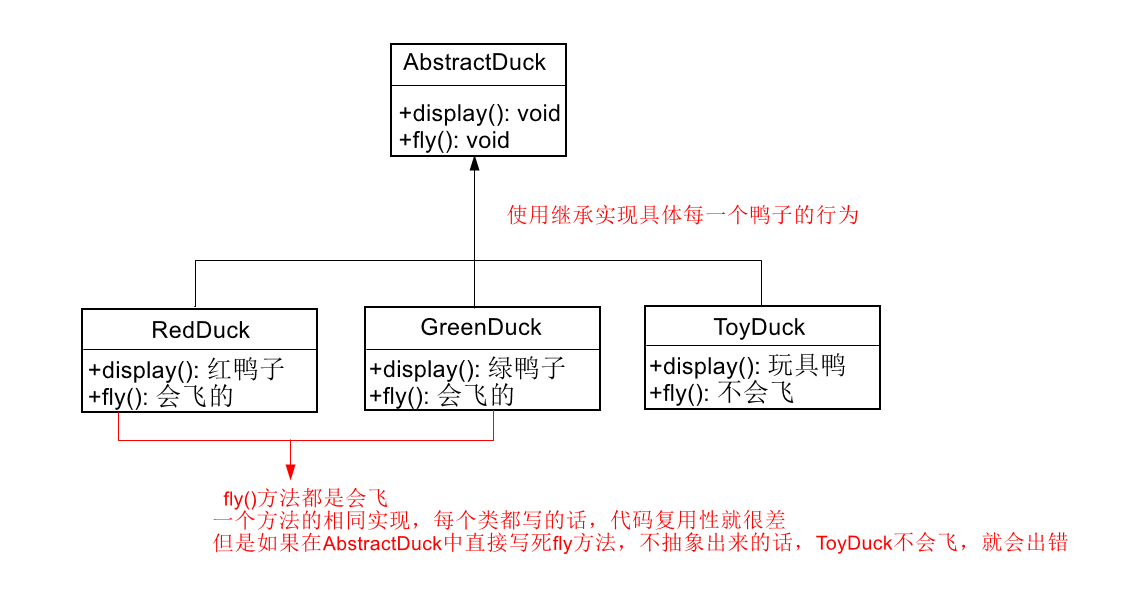 AbstractDuck
+display(): void
+fly(): void
使用继承实现具体每一个鸭子的行为
RedDuck
+display(): 红鸭子
+fly(): 会飞的
GreenDuck
+display(): 绿鸭子
+fly(): 会飞的
ToyDuck
+display(): 玩具鸭
+fly(): 不会飞
fly()方法都是会飞
一个方法的相同实现，每个类都写的话，代码复用性就很差
但是如果在AbstractDuck中直接写死fly方法，不抽象出来的话，ToyDuck不会飞，就会出错